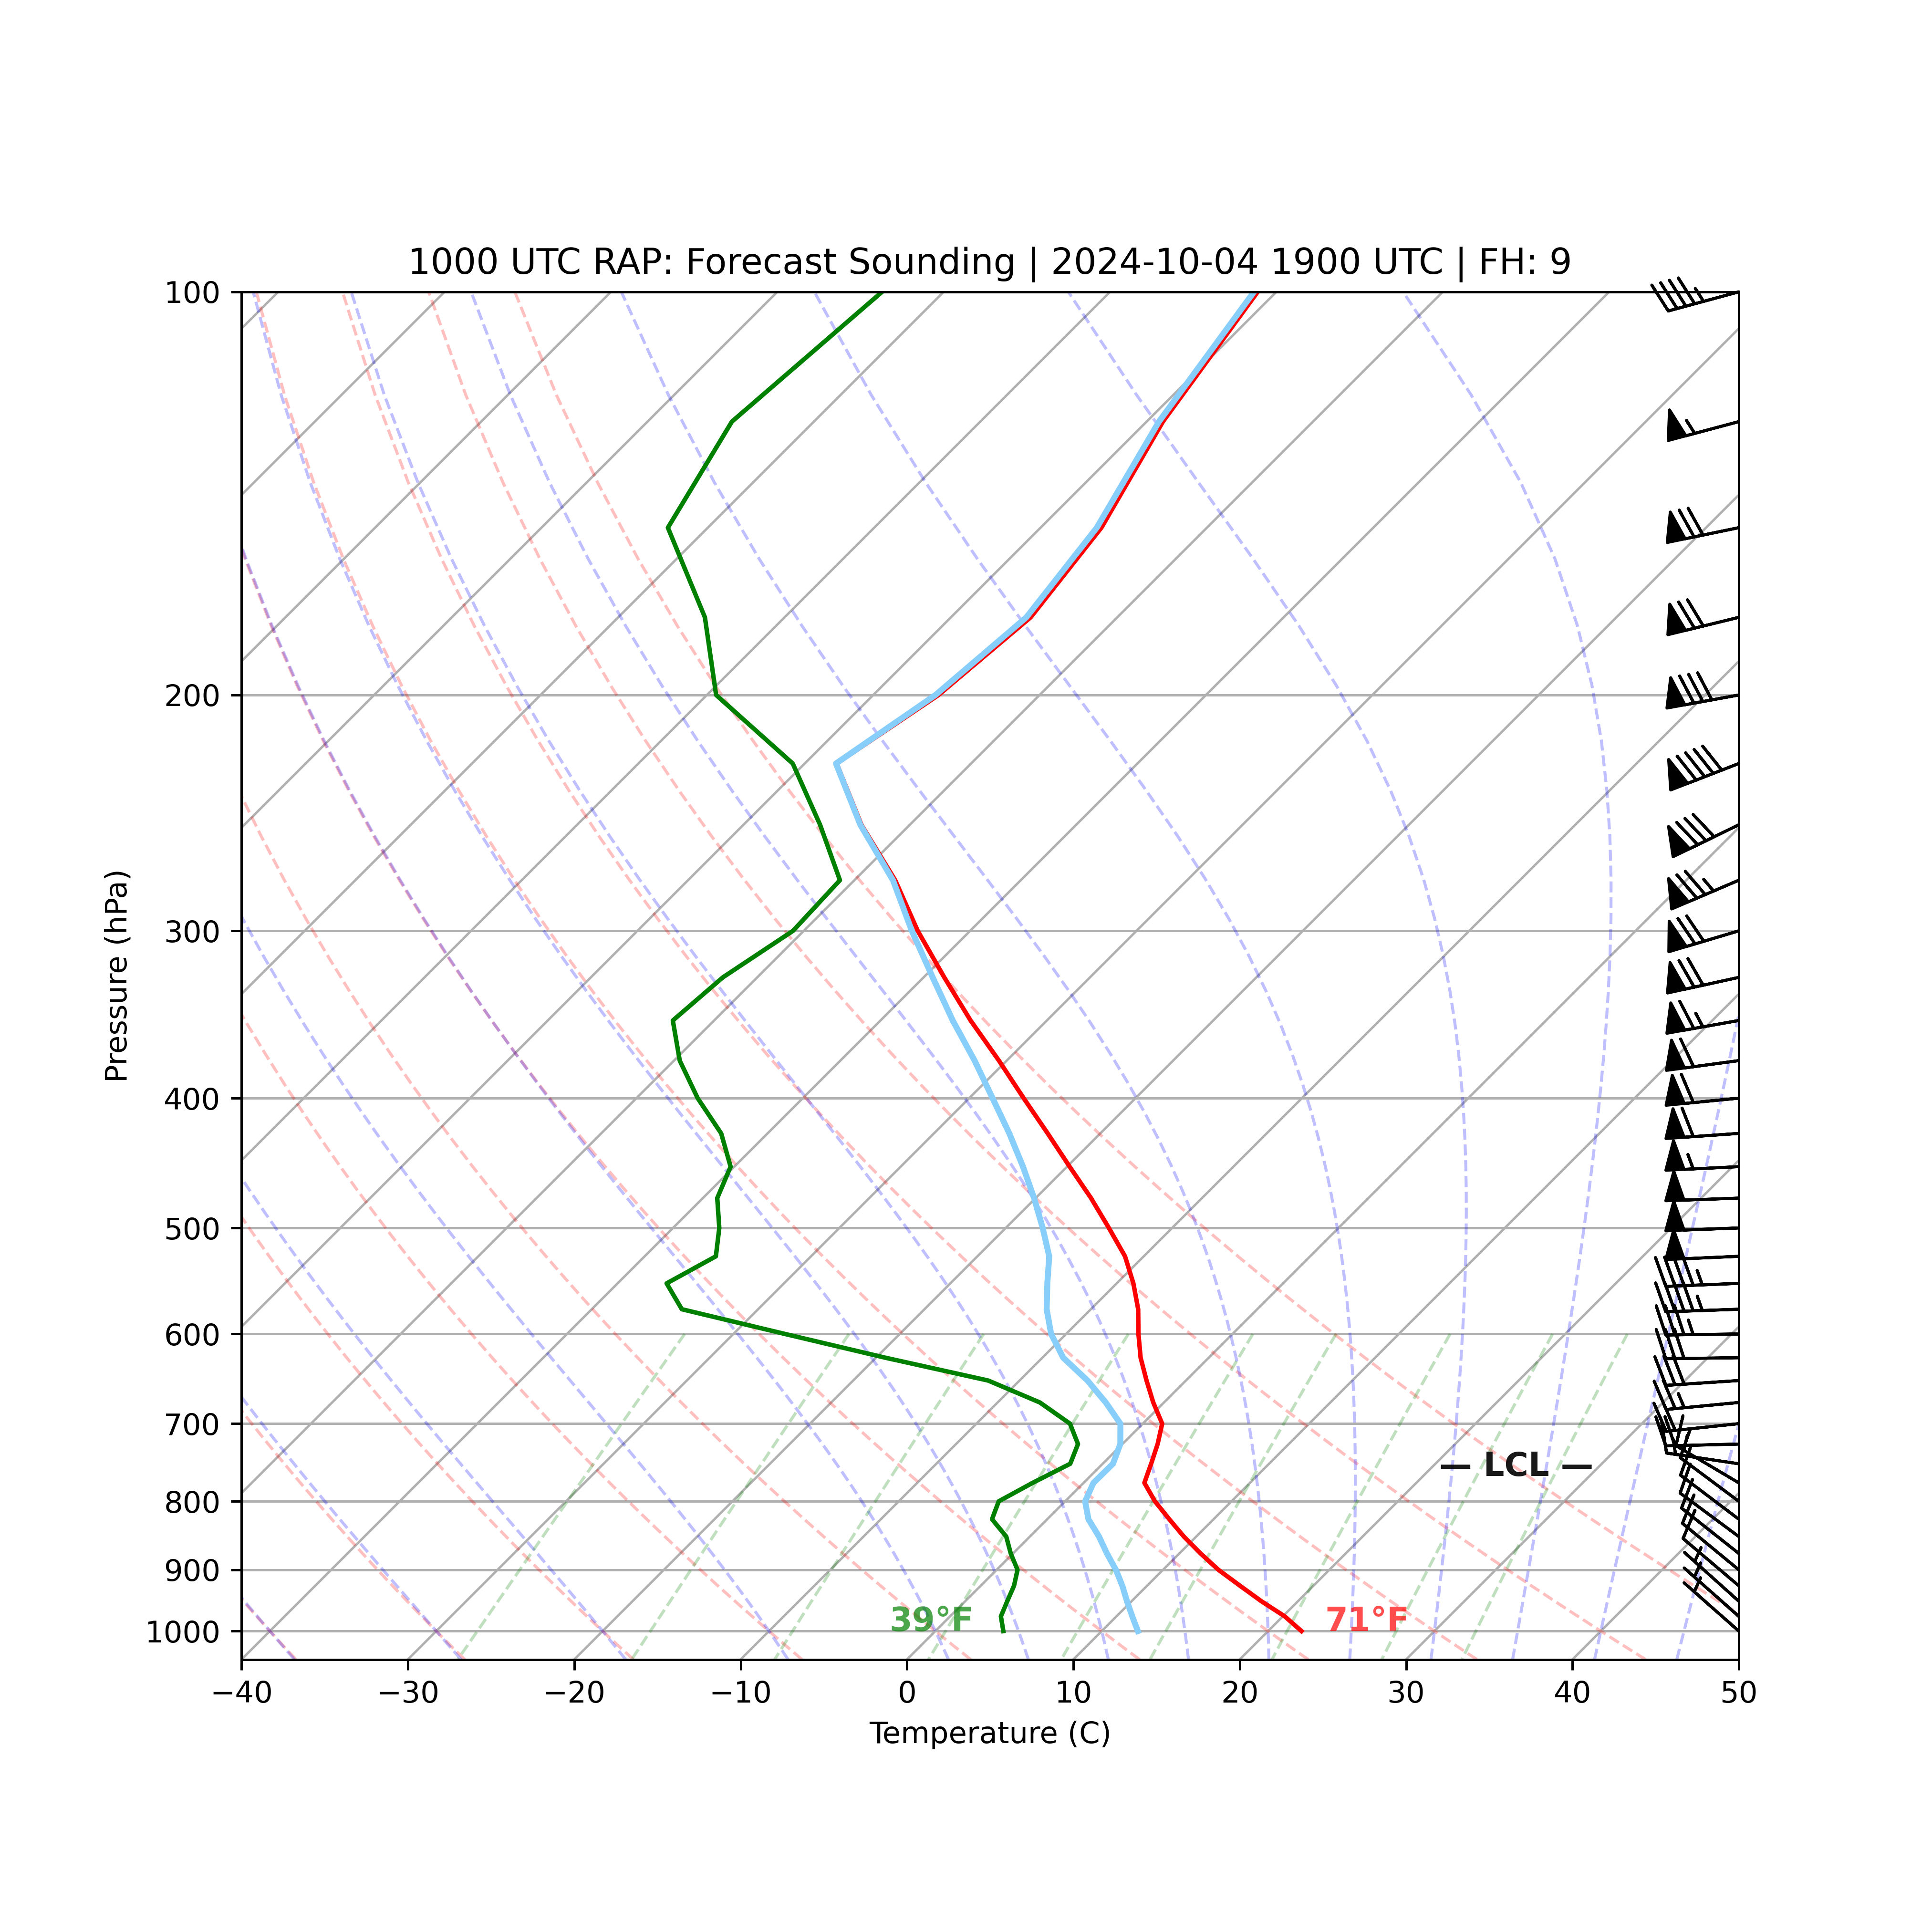 1000 UTC RAP: Forecast Sounding | 2024-10-04 1900 UTC | FH: 9
100
200
300
400
500
600
700
800
900
1000
Pressure (hPa)
— LCL —
39°F
71°F
−40 −30 −20 −10 0 10 20 30 40 50
Temperature (C)